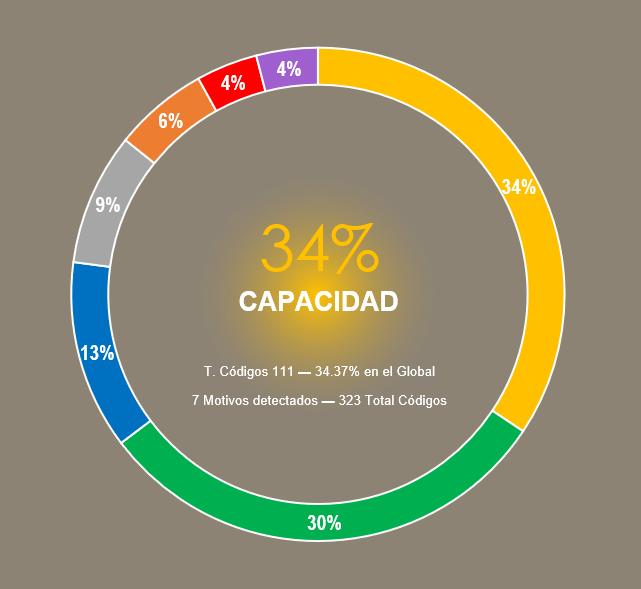 4%
4%
6%
34%
9%
34%
CAPACIDAD
13%
T. Códigos 111 — 34.37% en el Global
7 Motivos detectados — 323 Total Códigos
30%